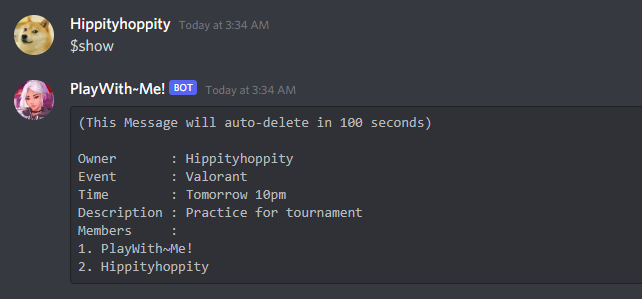 Hippityhoppity Today at 3:34 AM
$show
PlayWith~Me! BOT Today at 3:34 AM
(This Message will auto-delete in 100 seconds)
Owner : Hippityhoppity
Event : Valorant
Time : Tomorrow 10pm
Description : Practice for tournament
Members :
1. PlayWith~Me!
2. Hippityhoppity